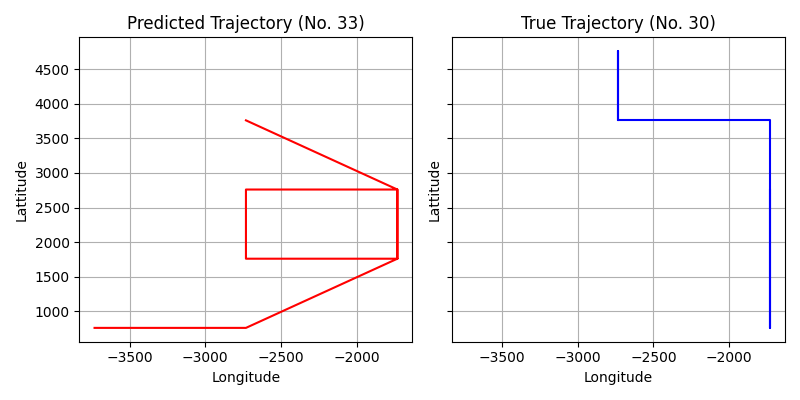 Predicted Trajectory (No. 33)
True Trajectory (No. 30)
4500
4000
3500
3000
2500
2000
1500
1000
Lattitude
Lattitude
−3500 −3000 −2500 −2000
−3500 −3000 −2500 −2000
Longitude
Longitude